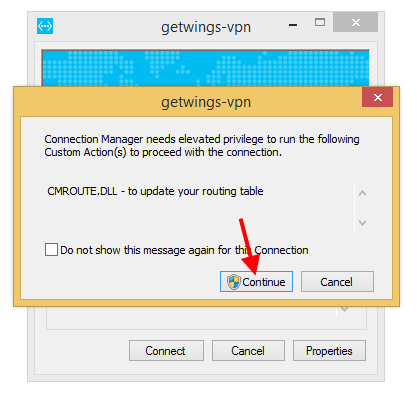 getwings-vpn
getwings-vpn
Connection Manager needs elevated privilege to run the following
Custom Action(s) to proceed with the connection.
CMROUTE.DLL - to update your routing table
Do not show this message again for this Connection
Continue
Cancel
Connect
Cancel
Properties